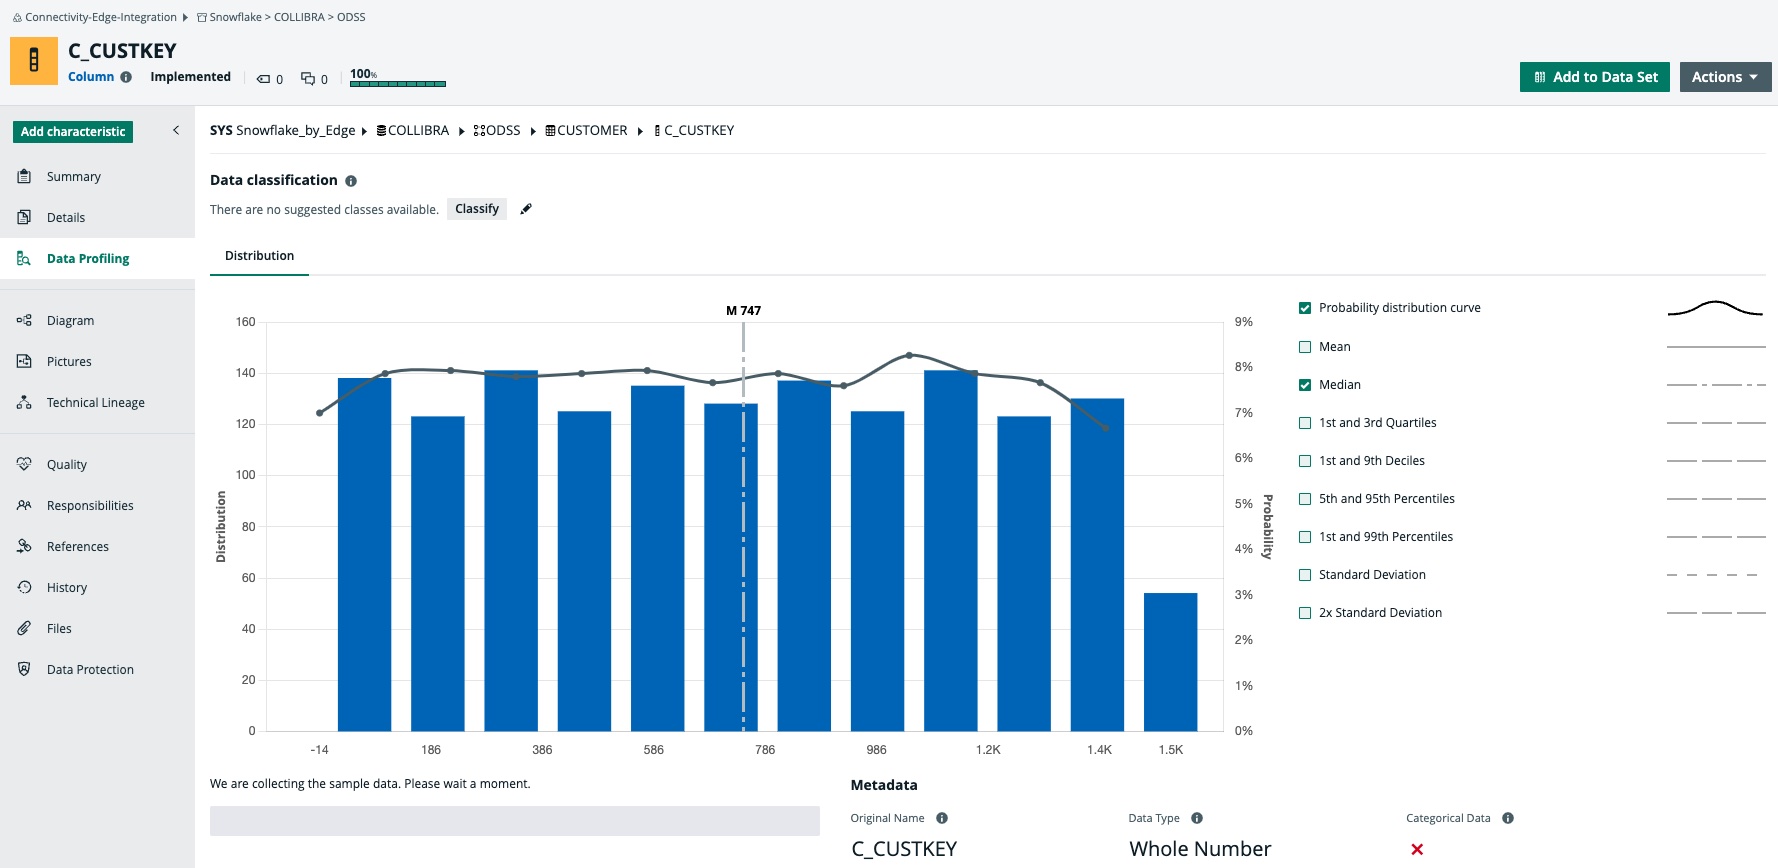 Connectivity-Edge-Integration Snowflake > COLLIBRA > ODSS
C_CUSTKEY
Column Implemented 0 0 100%
Add to Data Set
Actions
Add characteristic
Summary
Details
Data Profiling
Diagram
Pictures
Technical Lineage
Quality
Responsibilities
References
History
Files
Data Protection
SYS Snowflake_by_Edge COLLIBRA ODSS CUSTOMER C_CUSTKEY
Data classification
There are no suggested classes available. Classify
Distribution
M 747
160
140
120
100
80
60
40
20
0
Distribution
9%
8%
7%
6%
5%
4%
3%
2%
1%
0%
Probability
-14 186 386 586 786 986 1.2K 1.4K 1.5K
Probability distribution curve
Mean
Median
1st and 3rd Quartiles
1st and 9th Deciles
5th and 95th Percentiles
1st and 99th Percentiles
Standard Deviation
2x Standard Deviation
We are collecting the sample data. Please wait a moment.
Metadata
Original Name Data Type Categorical Data
C_CUSTKEY Whole Number